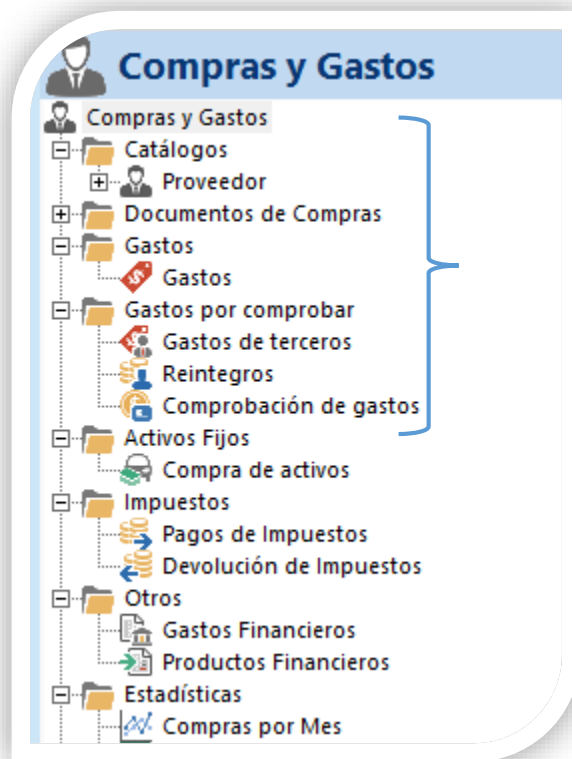 Compras y Gastos
Compras y Gastos
Catálogos
Proveedor
Documentos de Compras
Gastos
Gastos
Gastos por comprobar
Gastos de terceros
Reintegros
Comprobación de gastos
Activos Fijos
Compra de activos
Impuestos
Pagos de Impuestos
Devolución de Impuestos
Otros
Gastos Financieros
Productos Financieros
Estadísticas
Compras por Mes